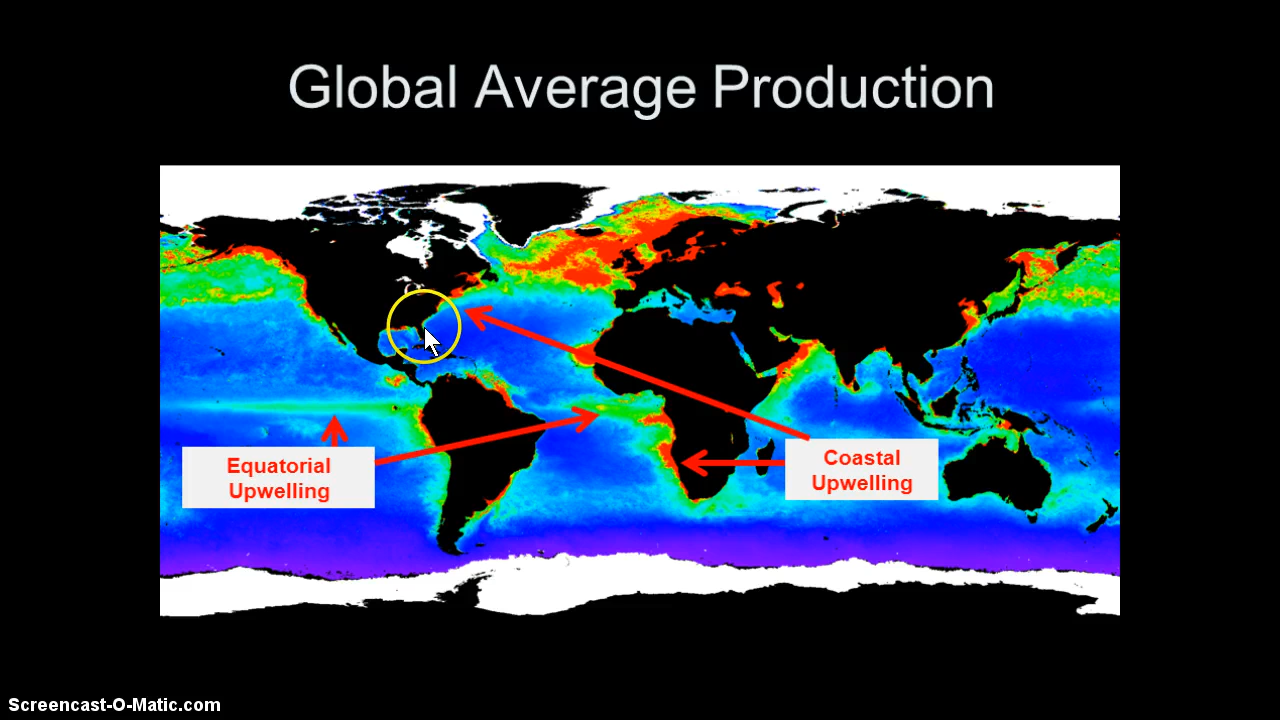 Global Average Production
Equatorial
Upwelling
Coastal
Upwelling
Screencast-O-Matic.com